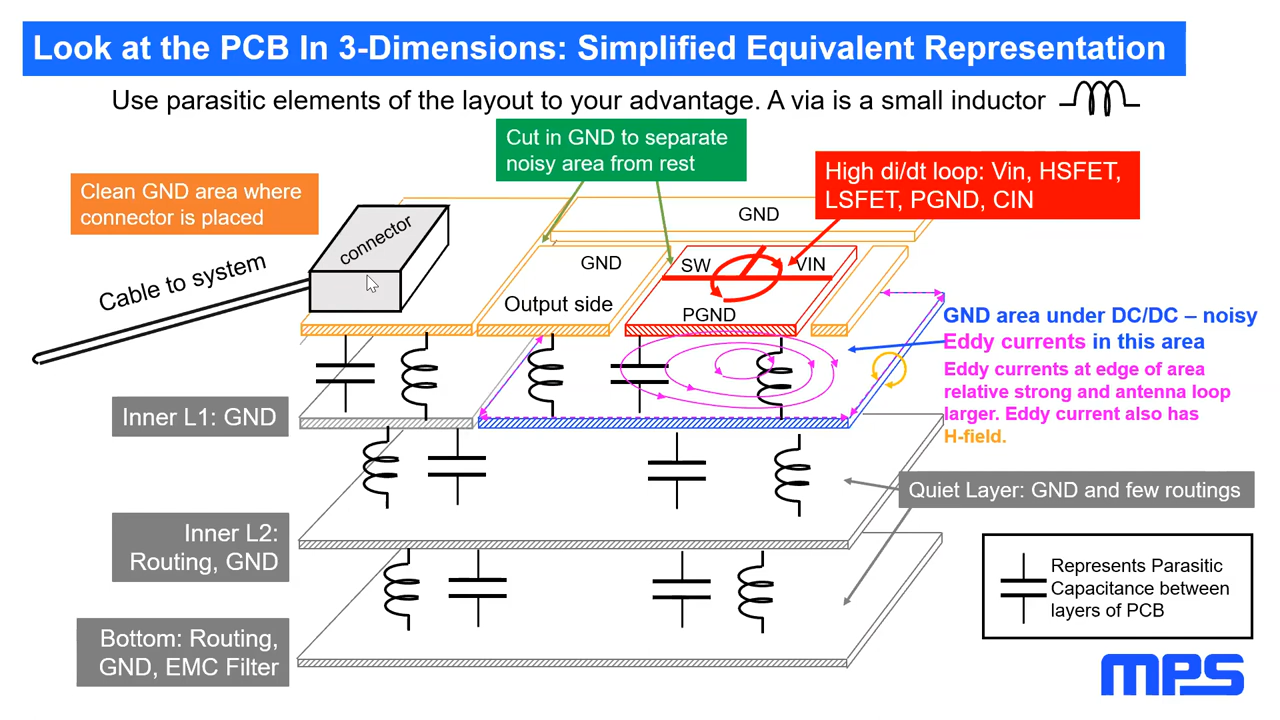 Look at the PCB In 3-Dimensions: Simplified Equivalent Representation
Use parasitic elements of the layout to your advantage. A via is a small inductor
Cut in GND to separate
noisy area from rest
High di/dt loop: Vin, HSFET,
LSFET, PGND, CIN
Clean GND area where
connector is placed
GND
connector
GND
SW
VIN
Cable to system
Output side
PGND
GND area under DC/DC – noisy
Eddy currents in this area
Eddy currents at edge of area
relative strong and antenna loop
larger. Eddy current also has
H-field.
Inner L1: GND
Quiet Layer: GND and few routings
Inner L2:
Routing, GND
Represents Parasitic
Capacitance between
layers of PCB
Bottom: Routing,
GND, EMC Filter
mps